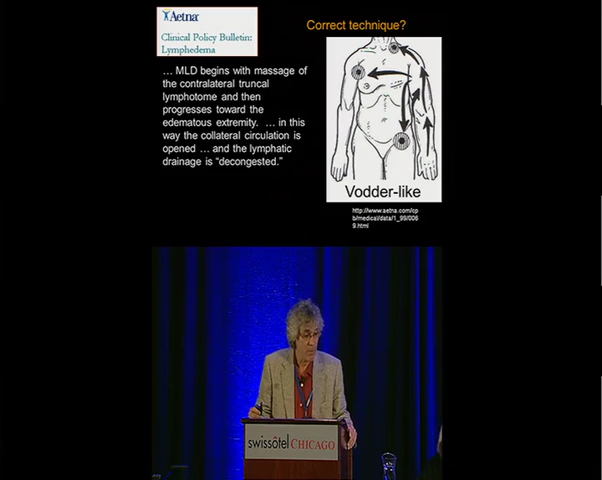 Aetna
Clinical Policy Bulletin:
Lymphedema
Correct technique?
... MLD begins with massage of
the contralateral truncal
lymphotome and then
progresses toward the
edematous extremity. ... in this
way the collateral circulation is
opened ... and the lymphatic
drainage is “decongested.”
Vodder-like
http://www.aetna.com/cp
b/medical/data/1_99/006
9.html
swissôtel CHICAGO